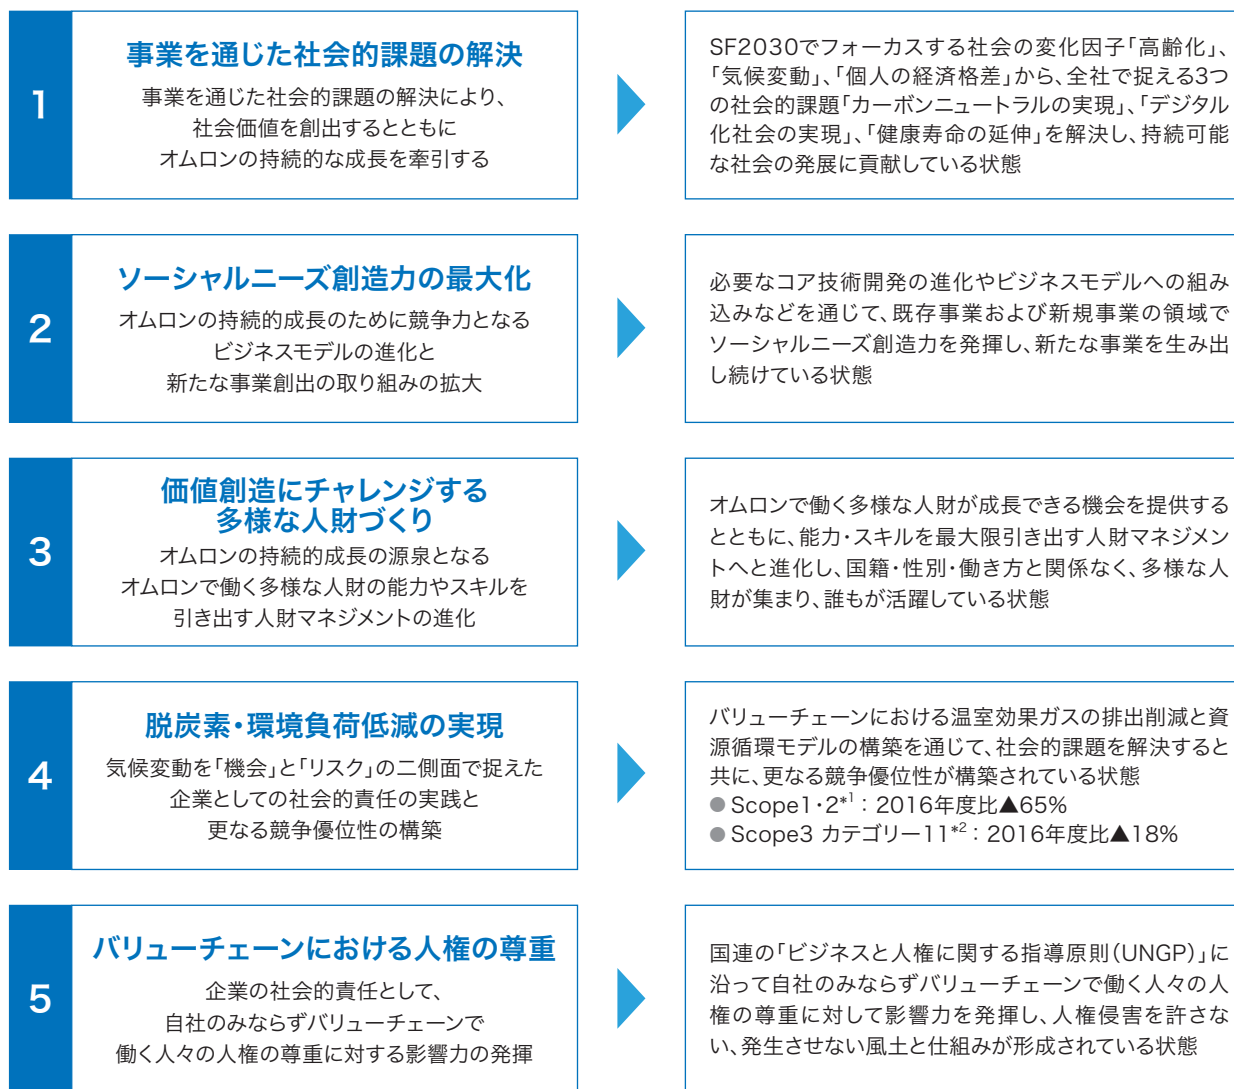 1
事業を通じた社会的課題の解決
事業を通じた社会的課題の解決により、
社会価値を創出するとともに
オムロンの持続的な成長を牽引する
SF2030でフォーカスする社会の変化因子「高齢化」、
「気候変動」、「個人の経済格差」から、全社で捉える3つ
の社会的課題「カーボンニュートラルの実現」、「デジタル
化社会の実現」、「健康寿命の延伸」を解決し、持続可能
な社会の発展に貢献している状態
2
ソーシャルニーズ創造力の最大化
オムロンの持続的成長のために競争力となる
ビジネスモデルの進化と
新たな事業創出の取り組みの拡大
必要なコア技術開発の進化やビジネスモデルへの組み
込みなどを通じて、既存事業および新規事業の領域で
ソーシャルニーズ創造力を発揮し、新たな事業を生み出
し続けている状態
3
価値創造にチャレンジする
多様な人財づくり
オムロンの持続的成長の源泉となる
オムロンで働く多様な人財の能力やスキルを
引き出す人財マネジメントの進化
オムロンで働く多様な人財が成長できる機会を提供する
とともに、能力・スキルを最大限引き出す人財マネジメン
トへと進化し、国籍・性別・働き方と関係なく、多様な人
財が集まり、誰もが活躍している状態
4
脱炭素・環境負荷低減の実現
気候変動を「機会」と「リスク」の二側面で捉えた
企業としての社会的責任の実践と
更なる競争優位性の構築
バリューチェーンにおける温室効果ガスの排出削減と資
源循環モデルの構築を通じて、社会的課題を解決すると
共に、更なる競争優位性が構築されている状態
● Scope1・2*1：2016年度比▲65%
● Scope3 カテゴリー11*2：2016年度比▲18%
5
バリューチェーンにおける人権の尊重
企業の社会的責任として、
自社のみならずバリューチェーンで
働く人々の人権の尊重に対する影響力の発揮
国連の「ビジネスと人権に関する指導原則（UNGP）」に
沿って自社のみならずバリューチェーンで働く人々の人
権の尊重に対して影響力を発揮し、人権侵害を許さな
い、発生させない風土と仕組みが形成されている状態